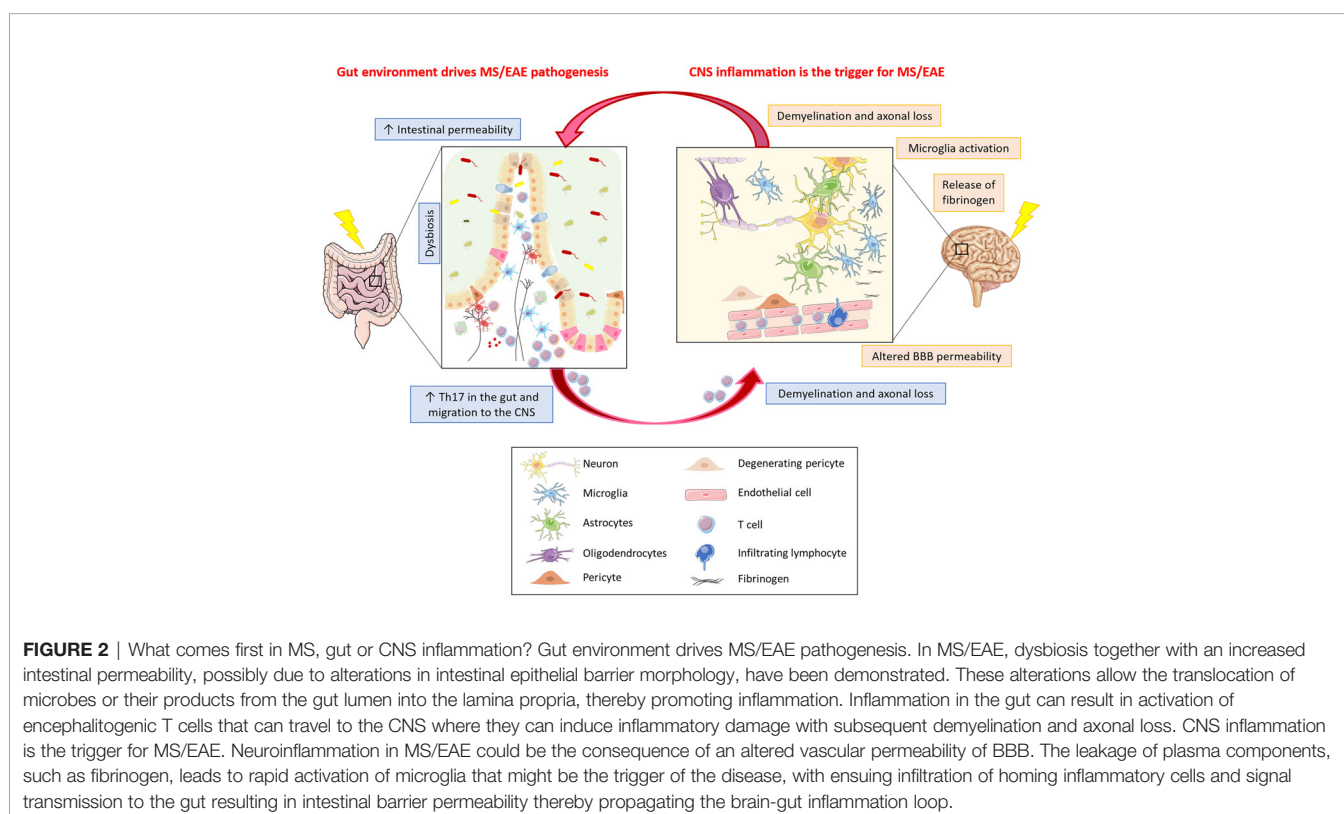 Gut environment drives MS/EAE pathogenesis
CNS inflammation is the trigger for MS/EAE
↑ Intestinal permeability
Dysbiosis
↑ Th17 in the gut and
migration to the CNS
Demyelination and axonal loss
Microglia activation
Release of
fibrinogen
Altered BBB permeability
Demyelination and axonal loss
Neuron
Microglia
Astrocytes
Oligodendrocytes
Pericyte
Degenerating pericyte
Endothelial cell
T cell
Infiltrating lymphocyte
Fibrinogen
FIGURE 2 | What comes first in MS, gut or CNS inflammation? Gut environment drives MS/EAE pathogenesis. In MS/EAE, dysbiosis together with an increased
intestinal permeability, possibly due to alterations in intestinal epithelial barrier morphology, have been demonstrated. These alterations allow the translocation of
microbes or their products from the gut lumen into the lamina propria, thereby promoting inflammation. Inflammation in the gut can result in activation of
encephalitogenic T cells that can travel to the CNS where they can induce inflammatory damage with subsequent demyelination and axonal loss. CNS inflammation
is the trigger for MS/EAE. Neuroinflammation in MS/EAE could be the consequence of an altered vascular permeability of BBB. The leakage of plasma components,
such as fibrinogen, leads to rapid activation of microglia that might be the trigger of the disease, with ensuing infiltration of homing inflammatory cells and signal
transmission to the gut resulting in intestinal barrier permeability thereby propagating the brain-gut inflammation loop.